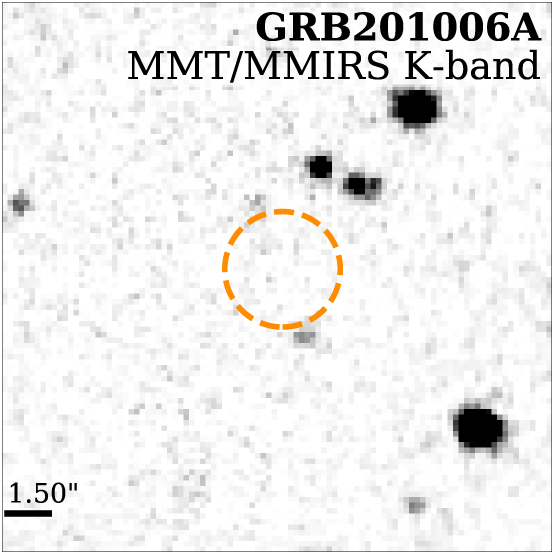 GRB201006A
MMT/MMIRS K-band
1.50"